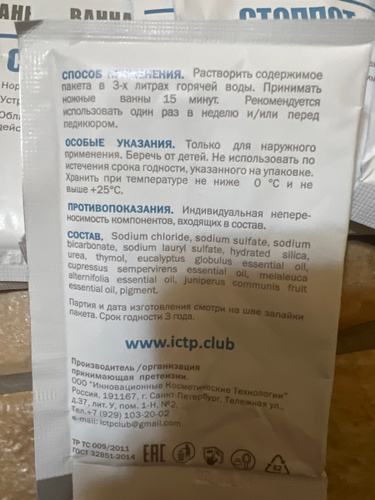 ВАННА
СТОПЛОТ
СПОСОБ ПРИМЕНЕНИЯ. Растворить содержимое
пакета в 3-х литрах горячей воды. Принимать
ножные ванны 15 минут. Рекомендуется
использовать один раз в неделю и/или перед
педикюром.
ОСОБЫЕ УКАЗАНИЯ. Только для наружного
применения. Беречь от детей. Не использовать по
истечения срока годности, указанного на упаковке.
Хранить при температуре не ниже 0 °С и не
выше +25°С.
ПРОТИВОПОКАЗАНИЯ. Индивидуальная непере-
носимость компонентов, входящих в состав.
СОСТАВ. Sodium chloride, sodium sulfate, sodium
bicarbonate, sodium lauryl sulfate, hydrated silica,
urea, thymol, eucalyptus globulus essential oil,
cupressus sempervirens essential oil, melaleuca
alternifolia essential oil, juniperus communis fruit
essential oil, pigment.
Партия и дата изготовления смотри на шве запайки
пакета. Срок годности 3 года.
www.ictp.club
Производитель /организация
принимающая претензии.
ООО "Инновационные Косметические Технологии"
Россия, 191167, г. Санкт-Петербург, Тележная ул.,
д.37, лит. У, пом. 1-Н, №2,
Тел.+7 (929) 103-20-02
e-mail: ictpclub@gmail.com
ТР ТС 009/2011
ГОСТ 32851-2014
EAC